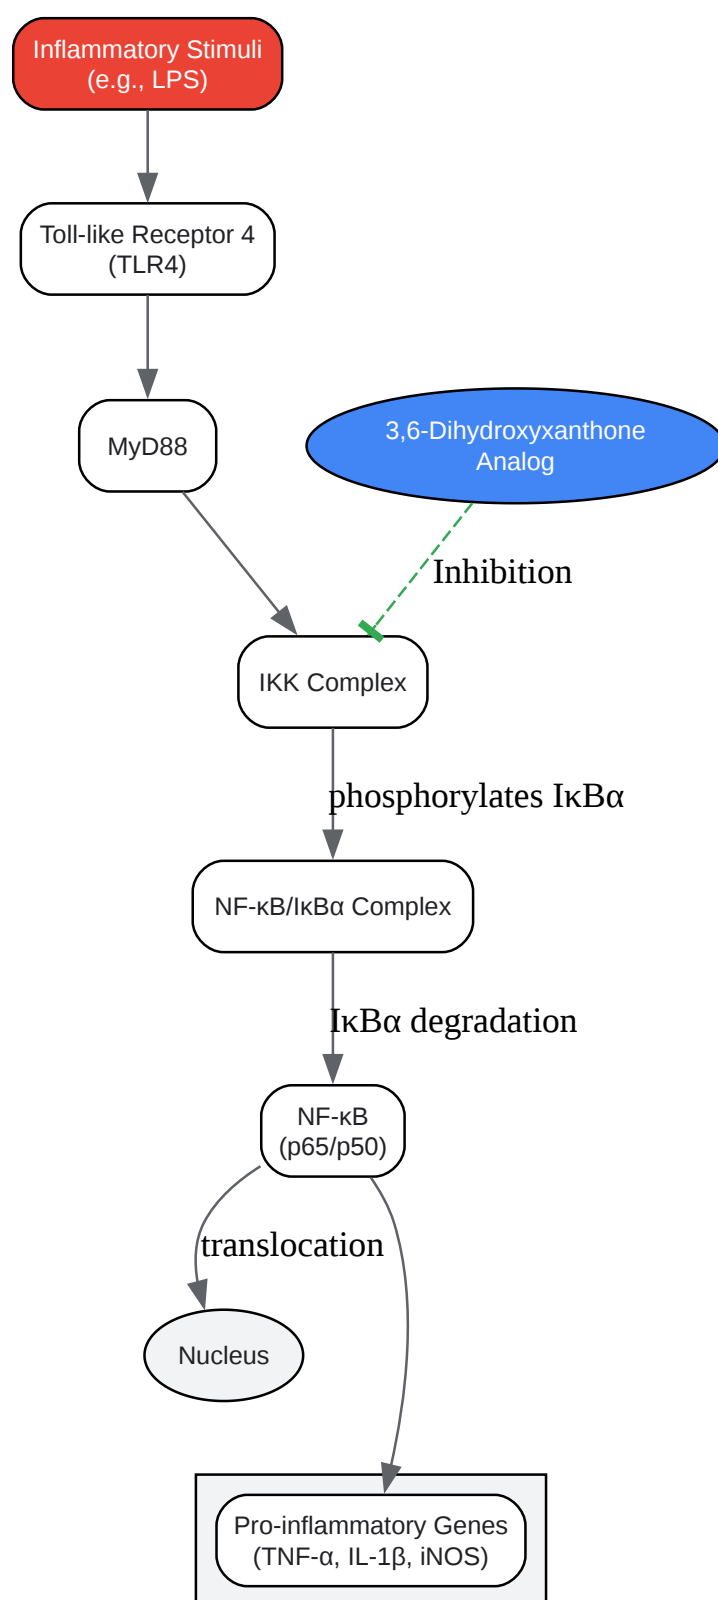 Inflammatory Stimuli
(e.g., LPS)
Toll-like Receptor 4
(TLR4)
MyD88
3,6-Dihydroxyxanthone
Analog
Inhibition
IKK Complex
phosphorylates IκBα
NF-κB/IκBα Complex
IκBα degradation
NF-κB
(p65/p50)
translocation
Nucleus
Pro-inflammatory Genes
(TNF-α, IL-1β, iNOS)